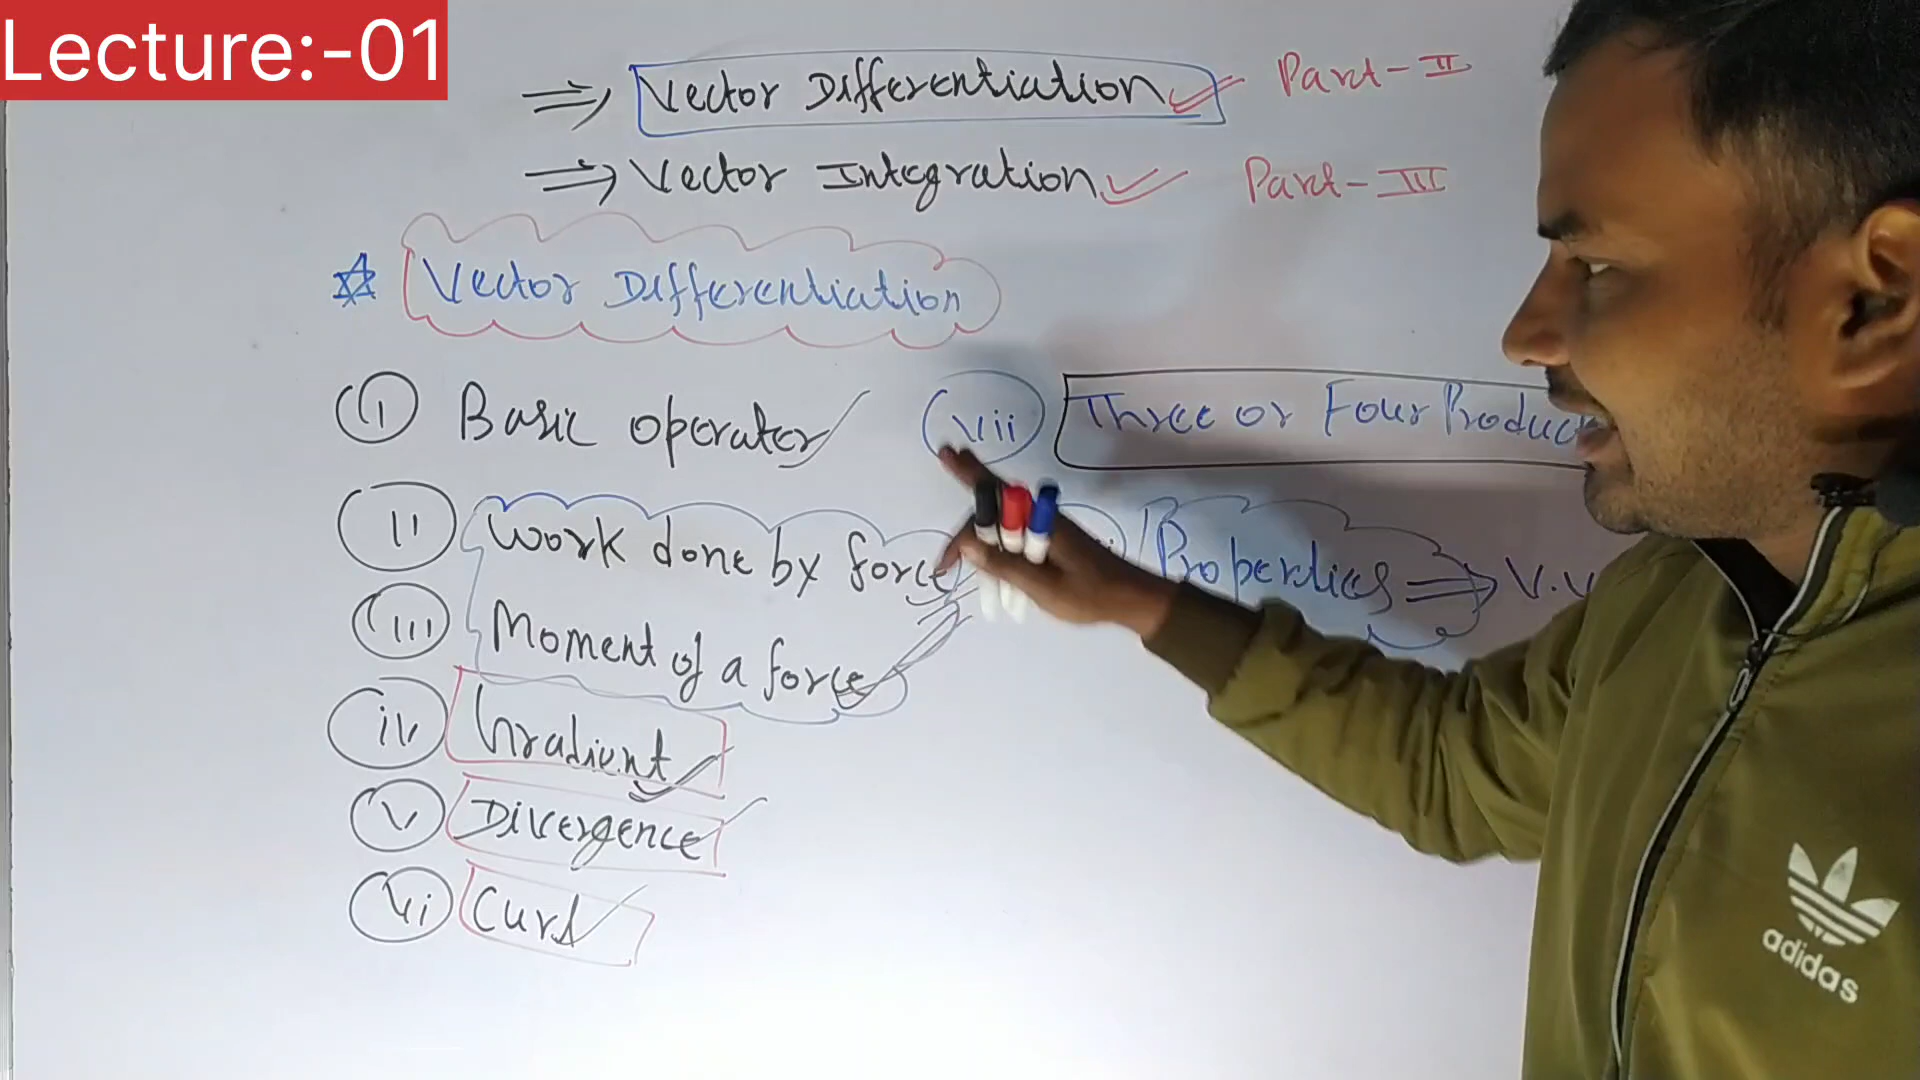 Lecture:-01
⇒ Vector Differentiation Part-II
⇒ Vector Integration Part-III
Vector Differentiation
(i) Basic operator
(ii) Work done by force
(iii) Moment of a force
(iv) Gradient
(v) Divergence
(vi) Curl
(vii) Three or Four Produc
Properties ⇒ V.V
adidas